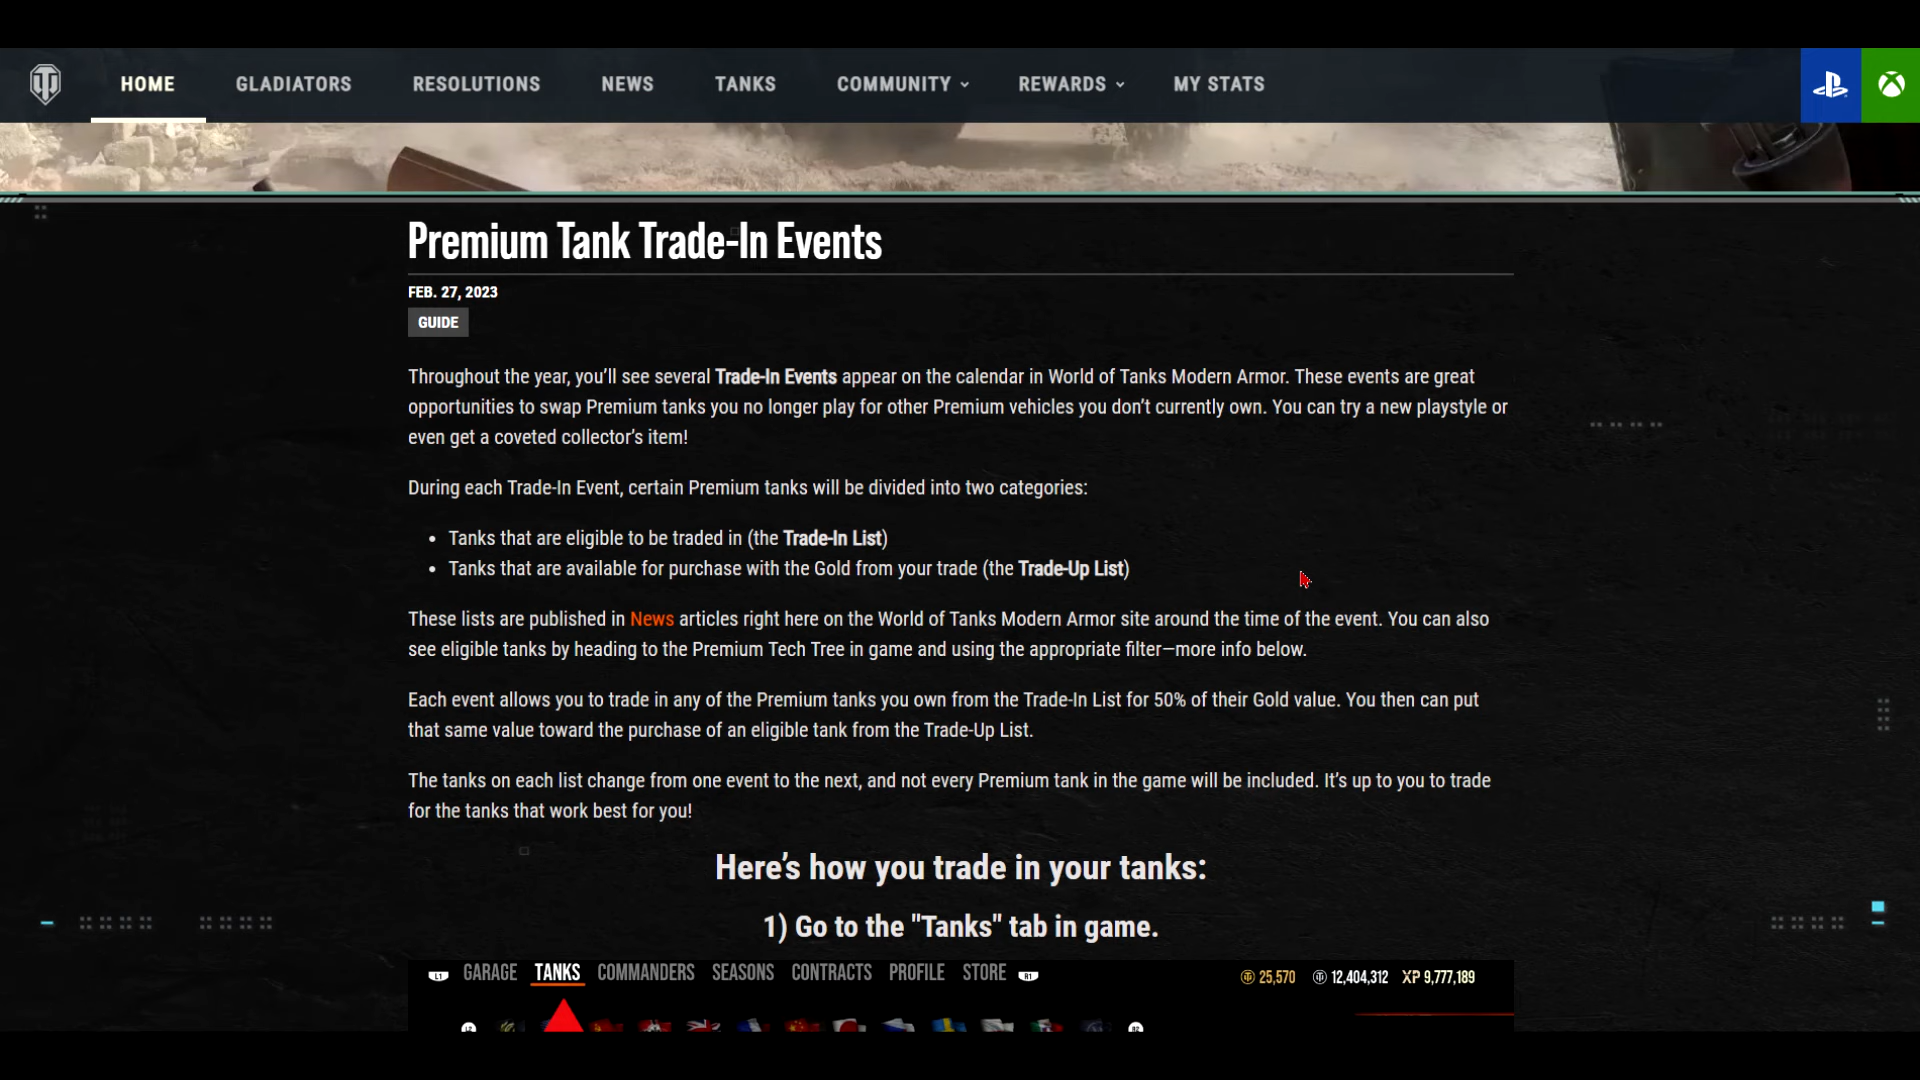 HOME GLADIATORS RESOLUTIONS NEWS TANKS COMMUNITY REWARDS MY STATS
Premium Tank Trade-In Events
FEB. 27, 2023
GUIDE
Throughout the year, you’ll see several Trade-In Events appear on the calendar in World of Tanks Modern Armor. These events are great
opportunities to swap Premium tanks you no longer play for other Premium vehicles you don’t currently own. You can try a new playstyle or
even get a coveted collector’s item!
During each Trade-In Event, certain Premium tanks will be divided into two categories:
• Tanks that are eligible to be traded in (the Trade-In List)
• Tanks that are available for purchase with the Gold from your trade (the Trade-Up List)
These lists are published in News articles right here on the World of Tanks Modern Armor site around the time of the event. You can also
see eligible tanks by heading to the Premium Tech Tree in game and using the appropriate filter—more info below.
Each event allows you to trade in any of the Premium tanks you own from the Trade-In List for 50% of their Gold value. You then can put
that same value toward the purchase of an eligible tank from the Trade-Up List.
The tanks on each list change from one event to the next, and not every Premium tank in the game will be included. It’s up to you to trade
for the tanks that work best for you!
Here’s how you trade in your tanks:
1) Go to the "Tanks" tab in game.
L1 GARAGE TANKS COMMANDERS SEASONS CONTRACTS PROFILE STORE R1 25,570 12,404,312 XP 9,777,189